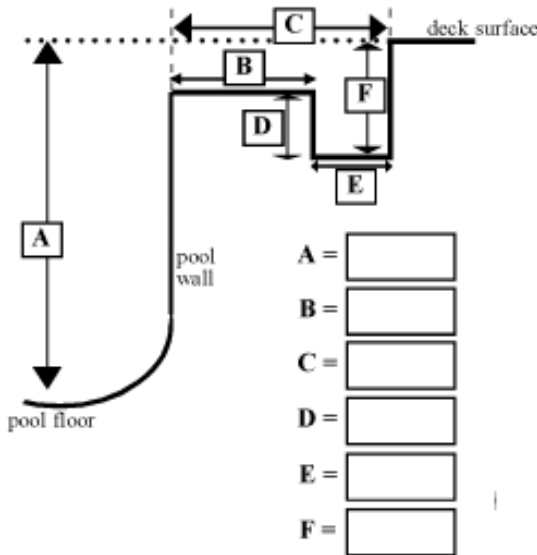 C
deck surface
B
F
D
E
A
pool
wall
A =
B =
C =
pool floor
D =
E =
F =